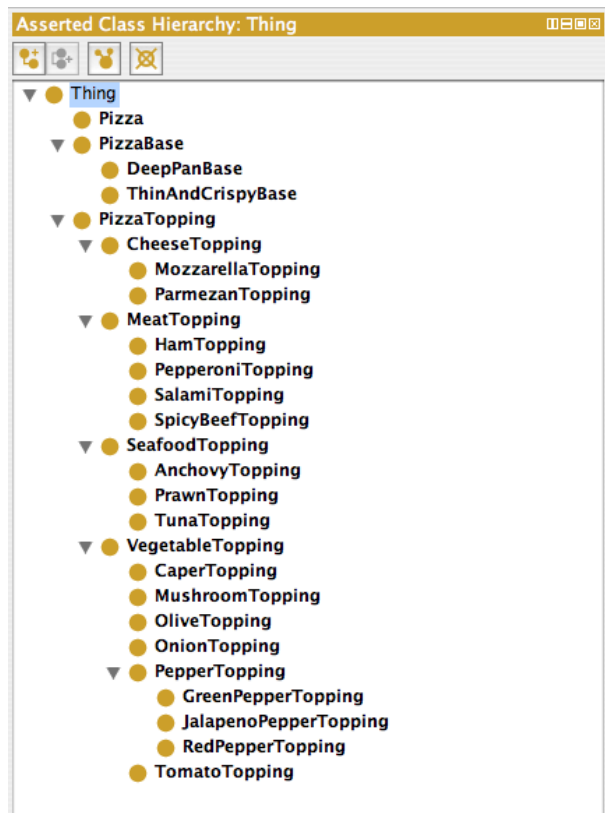 Asserted Class Hierarchy: Thing
Thing
Pizza
PizzaBase
DeepPanBase
ThinAndCrispyBase
PizzaTopping
CheeseTopping
MozzarellaTopping
ParmezanTopping
MeatTopping
HamTopping
PepperoniTopping
SalamiTopping
SpicyBeefTopping
SeafoodTopping
AnchovyTopping
PrawnTopping
TunaTopping
VegetableTopping
CaperTopping
MushroomTopping
OliveTopping
OnionTopping
PepperTopping
GreenPepperTopping
JalapenoPepperTopping
RedPepperTopping
TomatoTopping